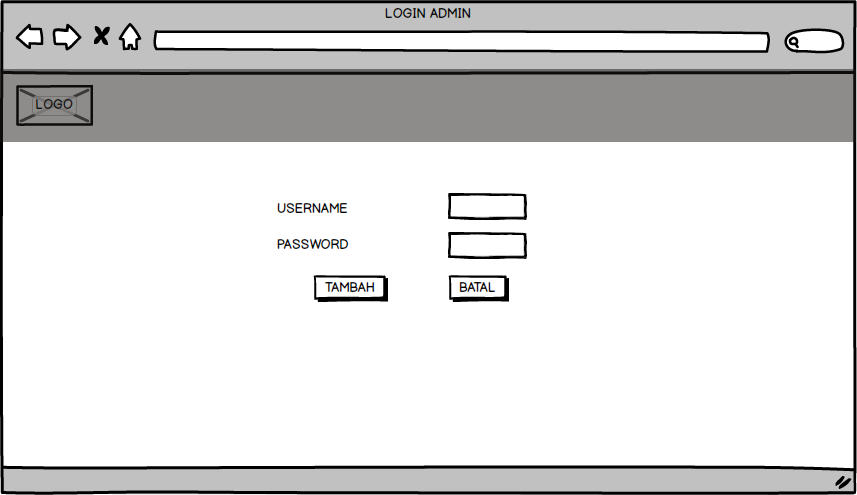 LOGIN ADMIN
LOGO
USERNAME
PASSWORD
TAMBAH BATAL